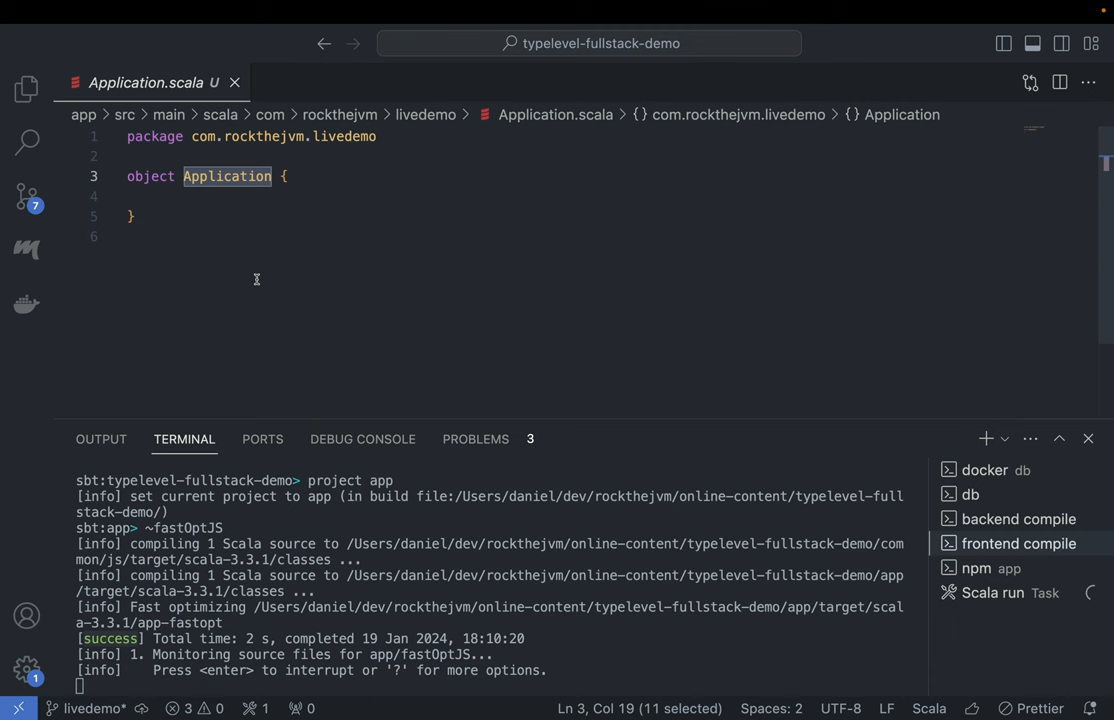 typelevel-fullstack-demo
Application.scala U
app > src > main > scala > com > rockthejvm > livedemo > Application.scala > {} com.rockthejvm.livedemo > {} Application
1 package com.rockthejvm.livedemo
2
3 object Application {
4
5 }
6
7
OUTPUT TERMINAL PORTS DEBUG CONSOLE PROBLEMS 3
sbt:typelevel-fullstack-demo> project app
[info] set current project to app (in build file:/Users/daniel/dev/rockthejvm/online-content/typelevel-full
stack-demo/)
sbt:app> ~fastOptJS
[info] compiling 1 Scala source to /Users/daniel/dev/rockthejvm/online-content/typelevel-fullstack-demo/com
mon/js/target/scala-3.3.1/classes ...
[info] compiling 1 Scala source to /Users/daniel/dev/rockthejvm/online-content/typelevel-fullstack-demo/app
/target/scala-3.3.1/classes ...
[info] Fast optimizing /Users/daniel/dev/rockthejvm/online-content/typelevel-fullstack-demo/app/target/scal
a-3.3.1/app-fastopt
[success] Total time: 2 s, completed 19 Jan 2024, 18:10:20
[info] 1. Monitoring source files for app/fastOptJS...
[info]    Press <enter> to interrupt or '?' for more options.
docker db
db
backend compile
frontend compile
npm app
Scala run Task
1
livedemo* 3 0 1 0 Ln 3, Col 19 (11 selected) Spaces: 2 UTF-8 LF Scala Prettier